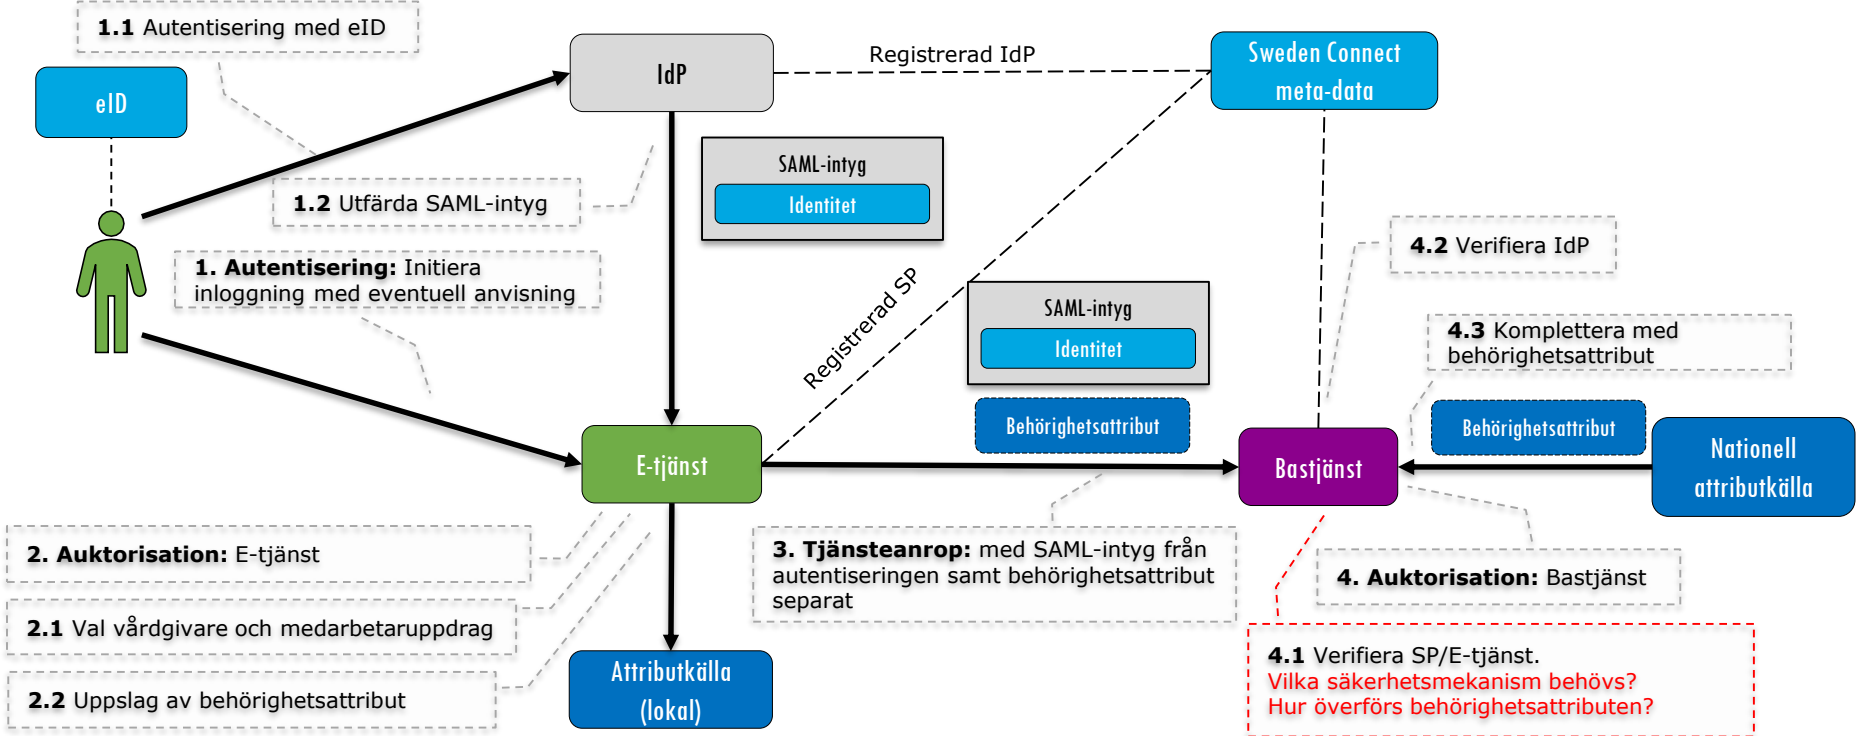 1.1 Autentisering med eID
eID
IdP
Registrerad IdP
Sweden Connect
meta-data
SAML-intyg
Identitet
1.2 Utfärda SAML-intyg
1. Autentisering: Initiera
inloggning med eventuell anvisning
Registrerad SP
4.2 Verifiera IdP
SAML-intyg
Identitet
4.3 Komplettera med
behörighetsattribut
Behörighetsattribut
Behörighetsattribut
E-tjänst
Bastjänst
Nationell
attributkälla
2. Auktorisation: E-tjänst
3. Tjänsteanrop: med SAML-intyg från
autentiseringen samt behörighetsattribut
separat
4. Auktorisation: Bastjänst
2.1 Val vårdgivare och medarbetaruppdrag
2.2 Uppslag av behörighetsattribut
Attributkälla
(lokal)
4.1 Verifiera SP/E-tjänst.
Vilka säkerhetsmekanism behövs?
Hur överförs behörighetsattributen?